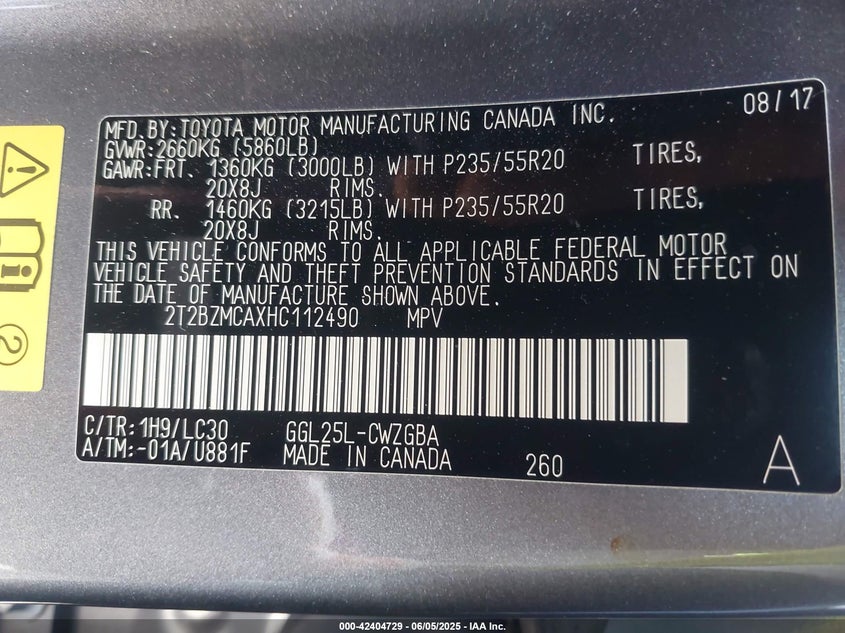 08/17
MFD. BY: TOYOTA MOTOR MANUFACTURING CANADA INC.
GVWR: 2660KG (5860LB)
GAWR: FRT. 1360KG (3000LB) WITH P235/55R20 TIRES,
20X8J RIMS.
RR. 1460KG (3215LB) WITH P235/55R20 TIRES,
20X8J RIMS.
THIS VEHICLE CONFORMS TO ALL APPLICABLE FEDERAL MOTOR
VEHICLE SAFETY AND THEFT PREVENTION STANDARDS IN EFFECT ON
THE DATE OF MANUFACTURE SHOWN ABOVE.
2T2BZMCAXHC112490 MPV
C/TR: 1H9/LC30 GGL25L-CWZGBA
A/TM:-01A/U881F MADE IN CANADA 260 A
2
000-42404729 - 06/05/2025 - IAA Inc.